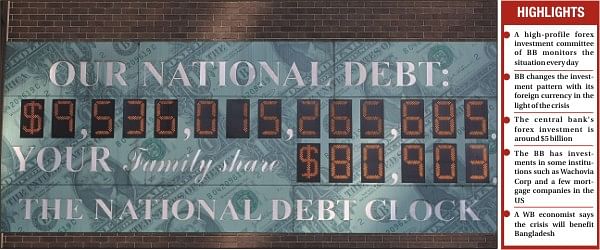 OUR NATIONAL DEBT:
$9,536,015,265,685.
YOUR Family share $80,903
THE NATIONAL DEBT CLOCK
HIGHLIGHTS
A high-profile forex
investment committee
of BB monitors the
situation everyday
BB changes the invest-
ment pattern with its
foreign currency in the
light of the crisis
The central bank's
forex investment is
around $5 billion
The BB has invest-
ments in some institu-
tions such as Wachovia
Corp and a few mort-
gage companies in the
US
A WB economist says
the crisis will benefit
Bangladesh